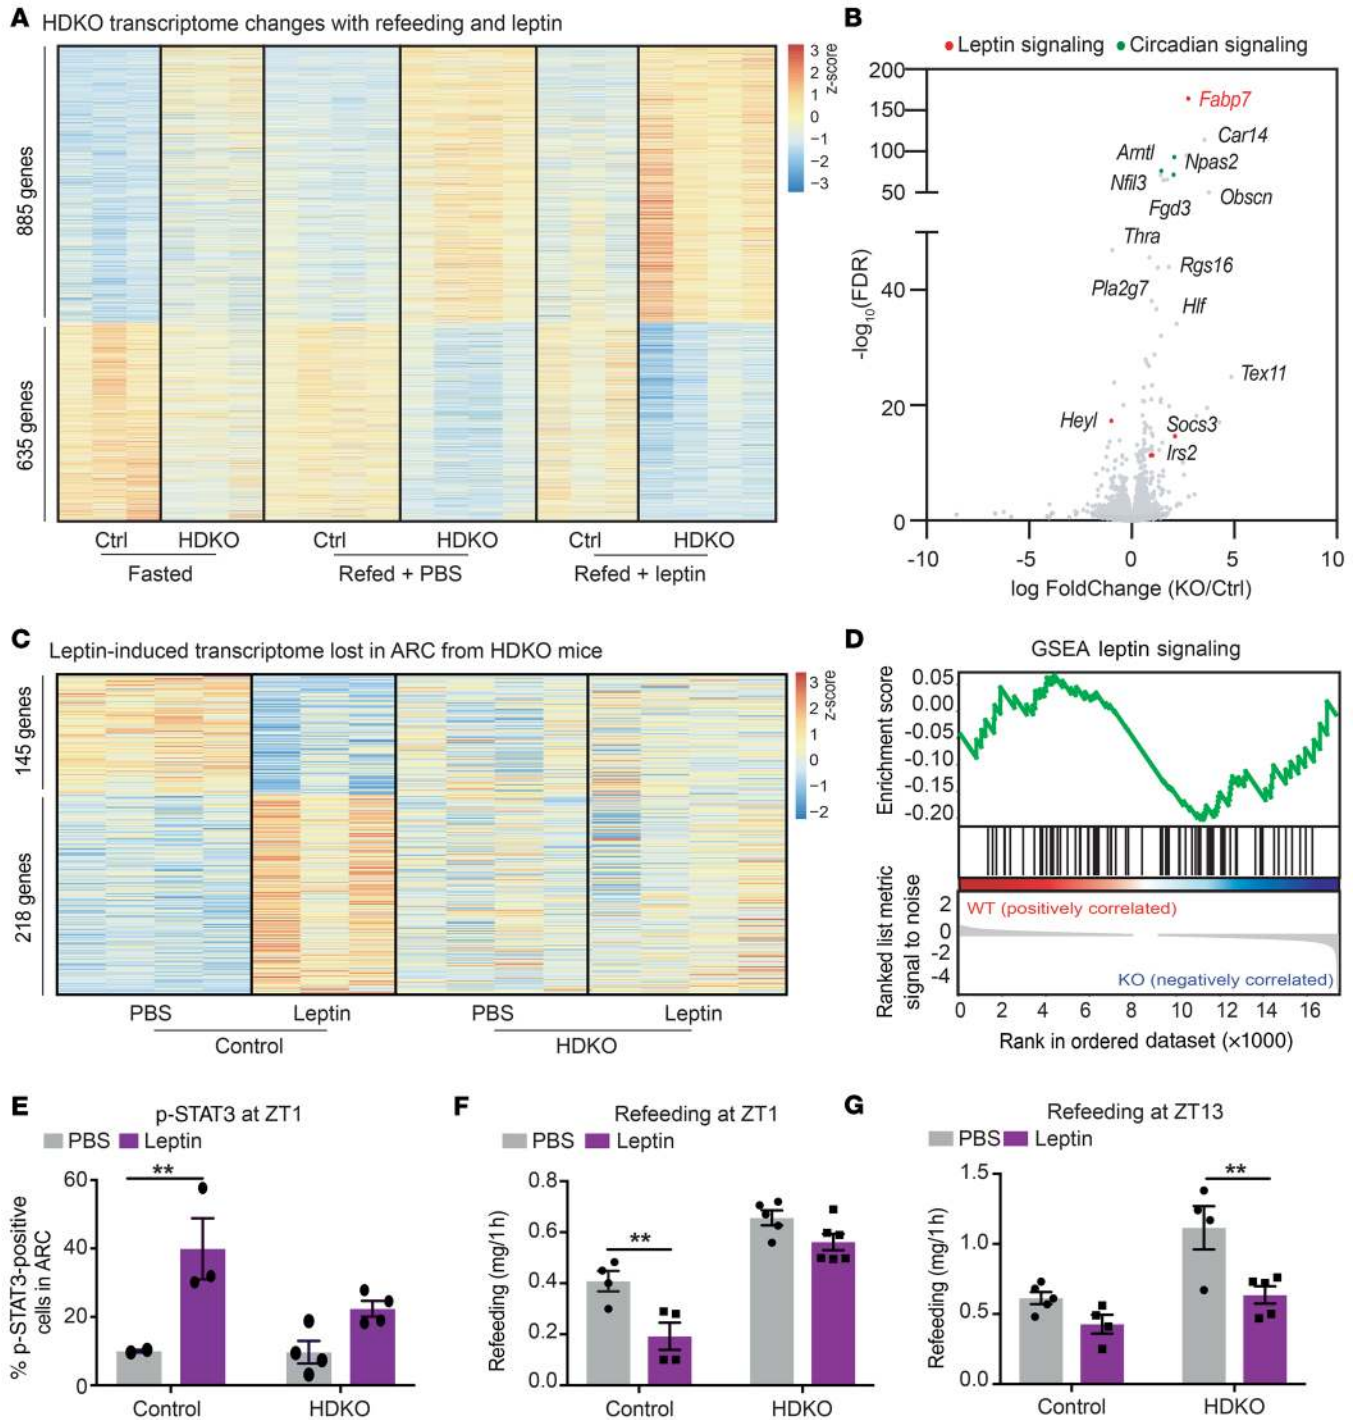 A
HDKO transcriptome changes with refeeding and leptin
885 genes
635 genes
3
2
1
0
−1
−2
−3
z-score
Ctrl HDKO Ctrl HDKO Ctrl HDKO
Fasted Refed + PBS Refed + leptin
B
Leptin signaling Circadian signaling
200
150
100
50
40
20
0
-log10(FDR)
Fabp7
Car14
Arntl
Npas2
Nfil3
Obscn
Fgd3
Thra
Rgs16
Pla2g7
Hlf
Tex11
Heyl
Socs3
Irs2
-10 -5 0 5 10
log FoldChange (KO/Ctrl)
C
Leptin-induced transcriptome lost in ARC from HDKO mice
145 genes
218 genes
3
2
1
0
−1
−2
z-score
PBS Leptin PBS Leptin
Control HDKO
D
GSEA leptin signaling
Enrichment score
0.05
0.00
-0.05
-0.10
-0.15
-0.20
Ranked list metric
signal to noise
2
0
-2
-4
WT (positively correlated)
KO (negatively correlated)
0 2 4 6 8 10 12 14 16
Rank in ordered dataset (×1000)
E
p-STAT3 at ZT1
PBS Leptin
% p-STAT3-positive
cells in ARC
60
40
20
0
**
Control HDKO
F
Refeeding at ZT1
PBS Leptin
Refeeding (mg/1h)
0.8
0.6
0.4
0.2
0.0
**
Control HDKO
G
Refeeding at ZT13
PBS Leptin
Refeeding (mg/1h)
1.5
1.0
0.5
0.0
**
Control HDKO